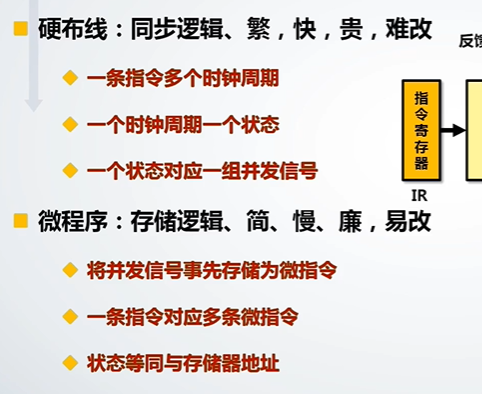 硬布线：同步逻辑、繁，快，贵，难改
一条指令多个时钟周期
一个时钟周期一个状态
一个状态对应一组并发信号
微程序：存储逻辑、简、慢、廉，易改
将并发信号事先存储为微指令
一条指令对应多条微指令
状态等同与存储器地址
反馈
指令寄存器
IR